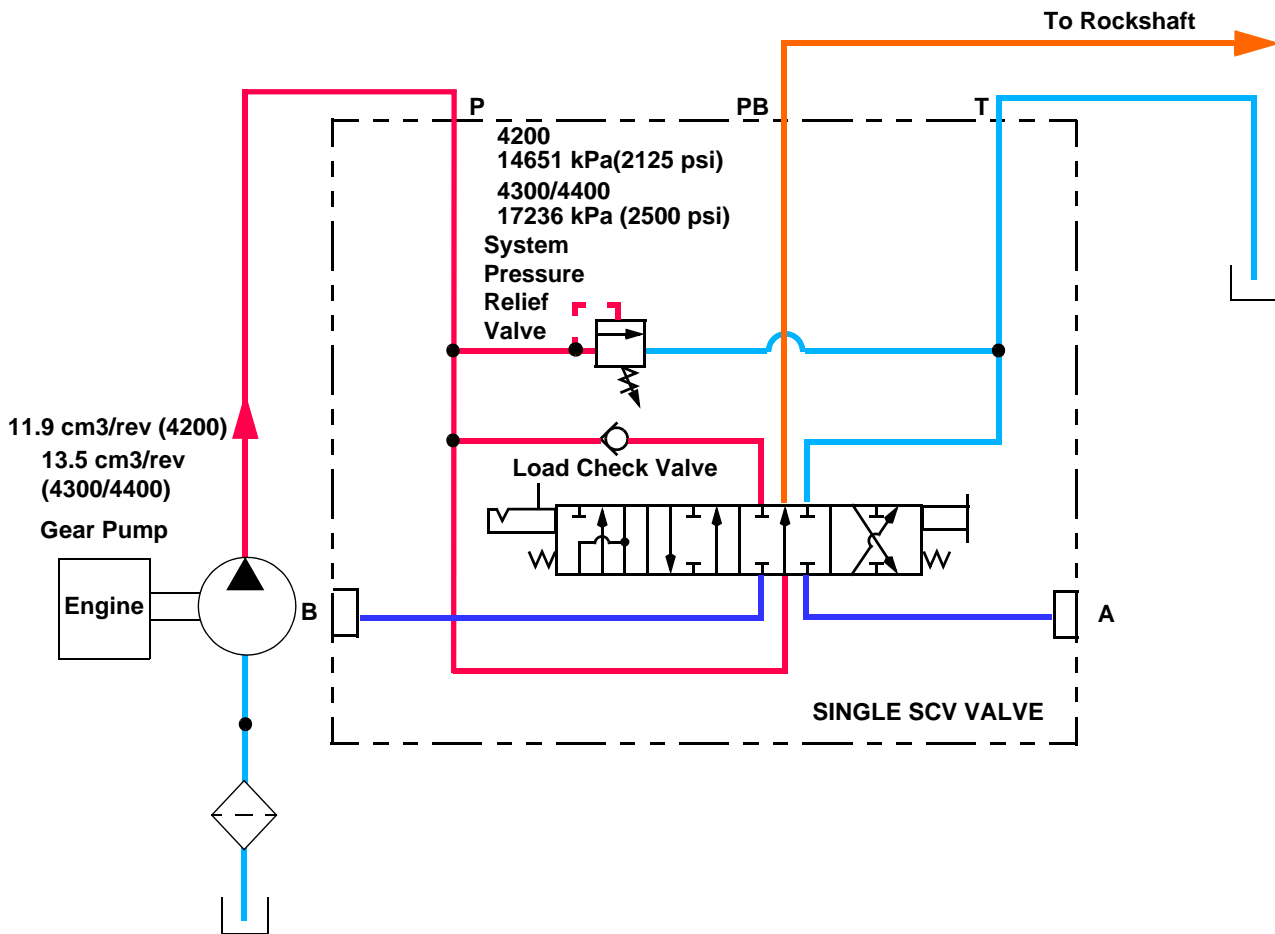 To Rockshaft
P
PB
T
4200
14651 kPa(2125 psi)
4300/4400
17236 kPa (2500 psi)
System
Pressure
Relief
Valve
11.9 cm3/rev (4200)
13.5 cm3/rev
(4300/4400)
Gear Pump
Load Check Valve
Engine
B
A
SINGLE SCV VALVE